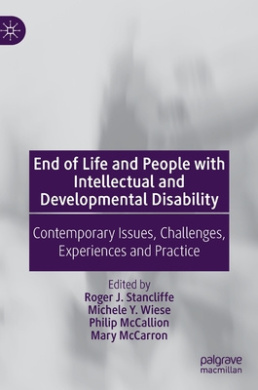 End of Life and People with
Intellectual and
Developmental Disability
Contemporary Issues, Challenges,
Experiences and Practice
Edited by
Roger J. Stancliffe
Michele Y. Wiese
Philip McCallion
Mary McCarron
palgrave
macmillan